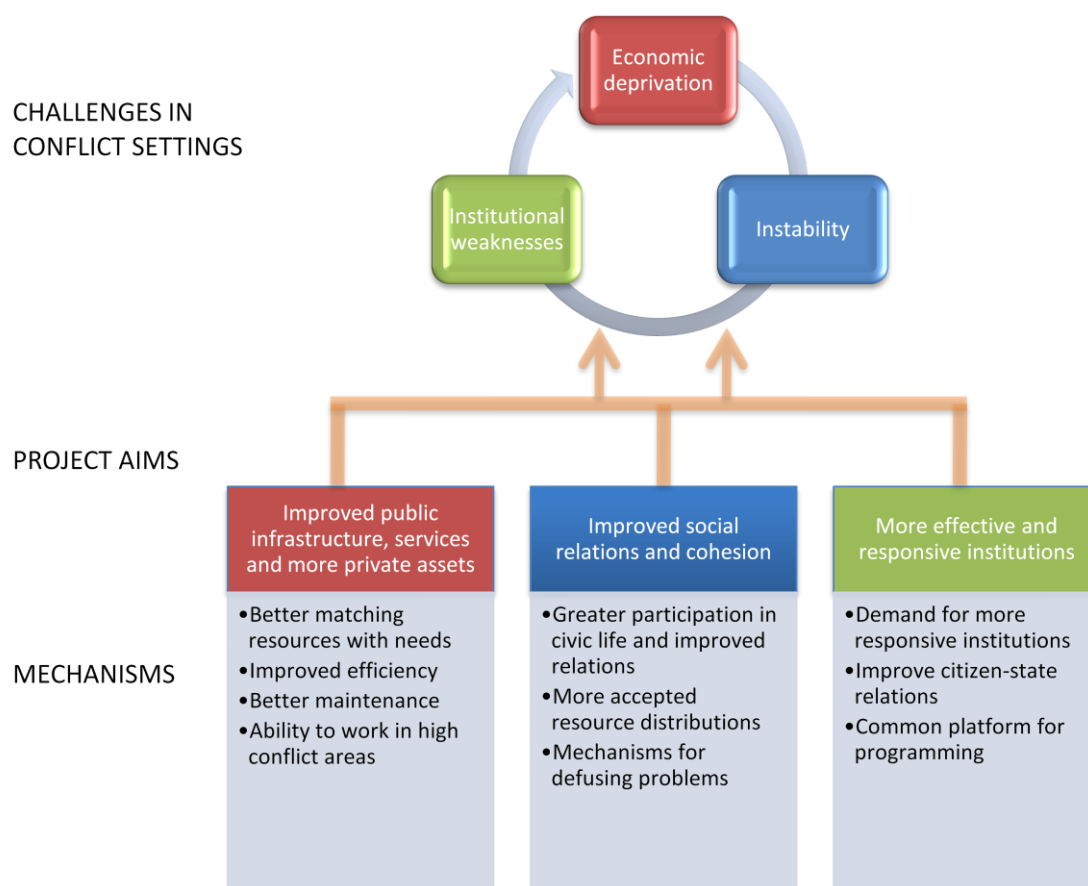 Economic
deprivation
CHALLENGES IN
CONFLICT SETTINGS
Institutional
weaknesses
Instability
PROJECT AIMS
Improved public
infrastructure, services
and more private assets
Improved social
relations and cohesion
More effective and
responsive institutions
MECHANISMS
•Better matching
resources with needs
•Improved efficiency
•Better maintenance
•Ability to work in high
conflict areas
•Greater participation in
civic life and improved
relations
•More accepted
resource distributions
•Mechanisms for
defusing problems
•Demand for more
responsive institutions
•Improve citizen-state
relations
•Common platform for
programming